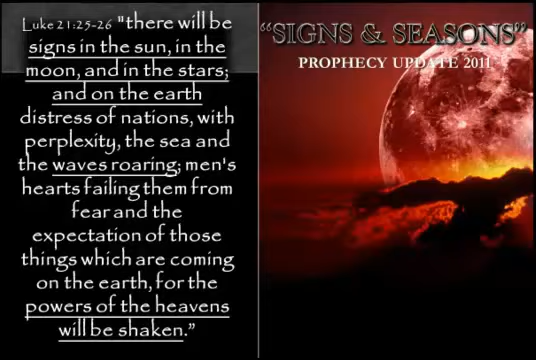 Luke 21:25-26 "there will be
signs in the sun, in the
moon, and in the stars;
and on the earth
distress of nations, with
perplexity, the sea and
the waves roaring; men's
hearts failing them from
fear and the
expectation of those
things which are coming
on the earth, for the
powers of the heavens
will be shaken."
"SIGNS & SEASONS"
PROPHECY UPDATE 2011